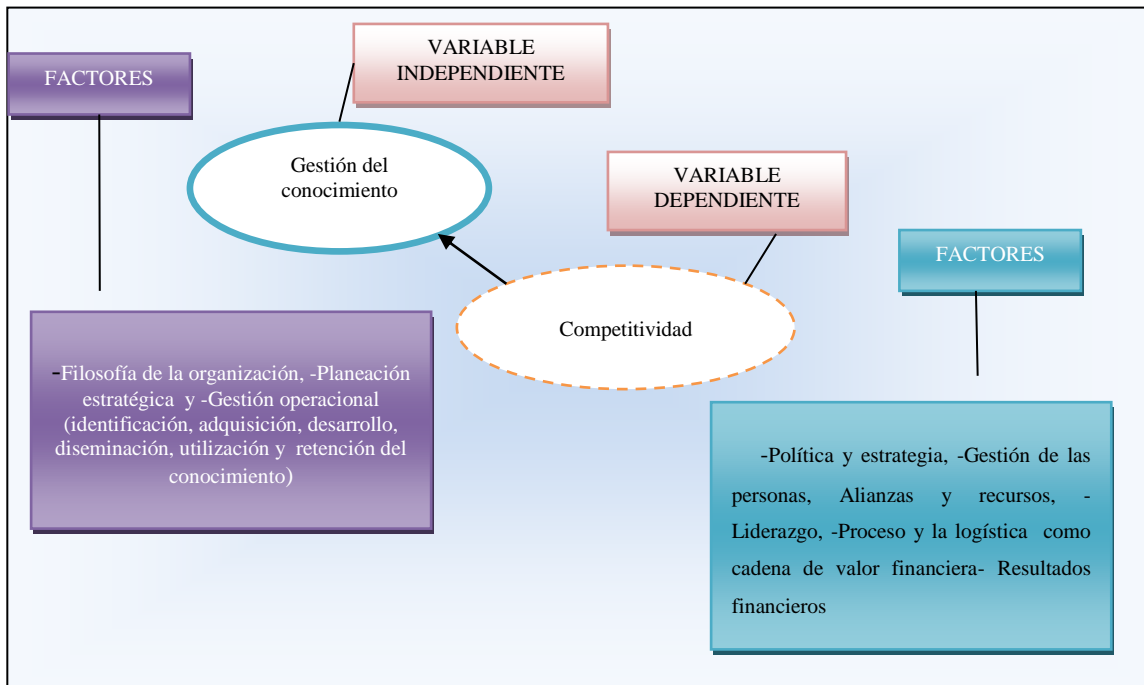 VARIABLE
INDEPENDIENTE
FACTORES
Gestión del
conocimiento
VARIABLE
DEPENDIENTE
FACTORES
Competitividad
-Filosofía de la organización, -Planeación
estratégica y -Gestión operacional
(identificación, adquisición, desarrollo,
diseminación, utilización y retención del
conocimiento)
-Política y estrategia, -Gestión de las
personas, Alianzas y recursos, -
Liderazgo, -Proceso y la logística como
cadena de valor financiera- Resultados
financieros